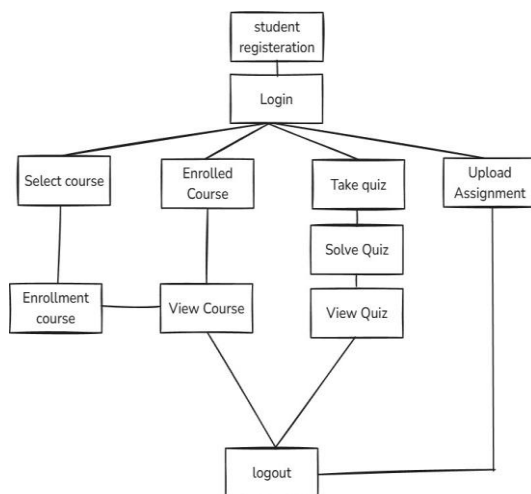 student
registeration
Login
Select course
Enrolled
Course
Take quiz
Upload
Assignment
Solve Quiz
Enrollment
course
View Course
View Quiz
logout